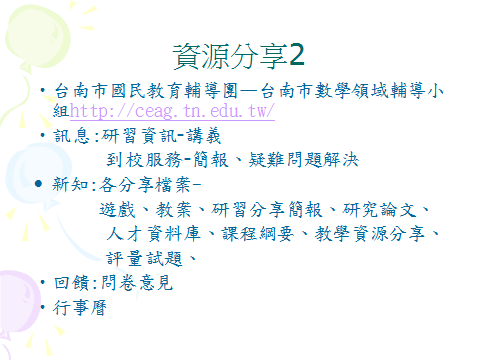 資源分享2
•台南市國民教育輔導團—台南市數學領域輔導小
組http://ceag.tn.edu.tw/
•訊息:研習資訊-講義
到校服務-簡報、疑難問題解決
•新知:各分享檔案-
遊戲、教案、研習分享簡報、研究論文、
人才資料庫、課程綱要、教學資源分享、
評量試題、
•回饋:問卷意見
•行事曆